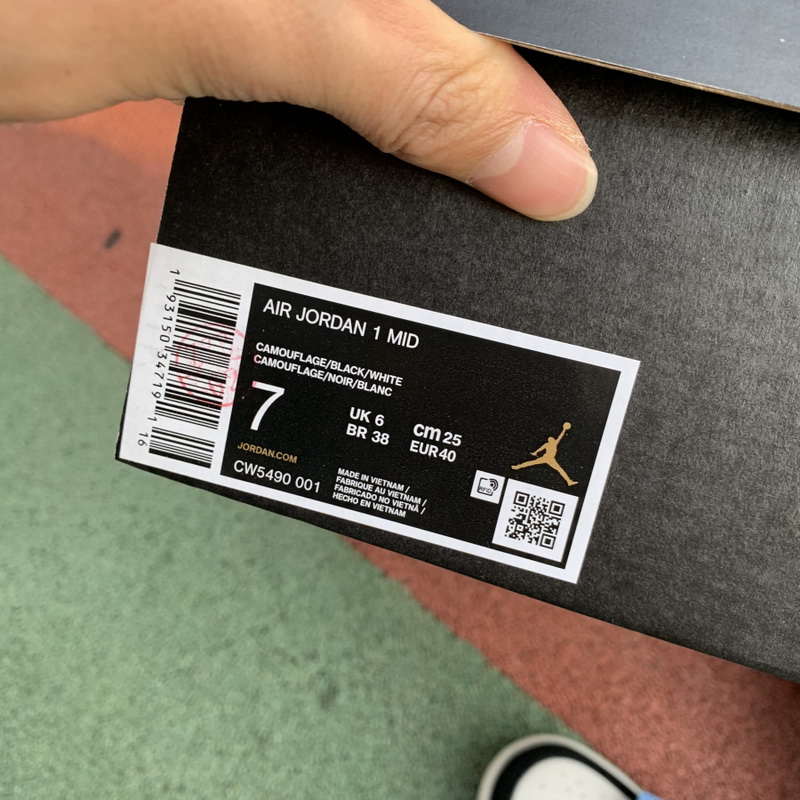 AIR JORDAN 1 MID
CAMOUFLAGE/BLACK/WHITE
CAMOUFLAGE/NOIR/BLANC
7
UK 6
BR 38
cm 25
EUR 40
JORDAN.COM
CW5490 001
MADE IN VIETNAM /
FABRIQUE AU VIETNAM /
FABRICADO NO VIETNÃ /
HECHO EN VIETNAM
RFID
1 93150 34719 1 16